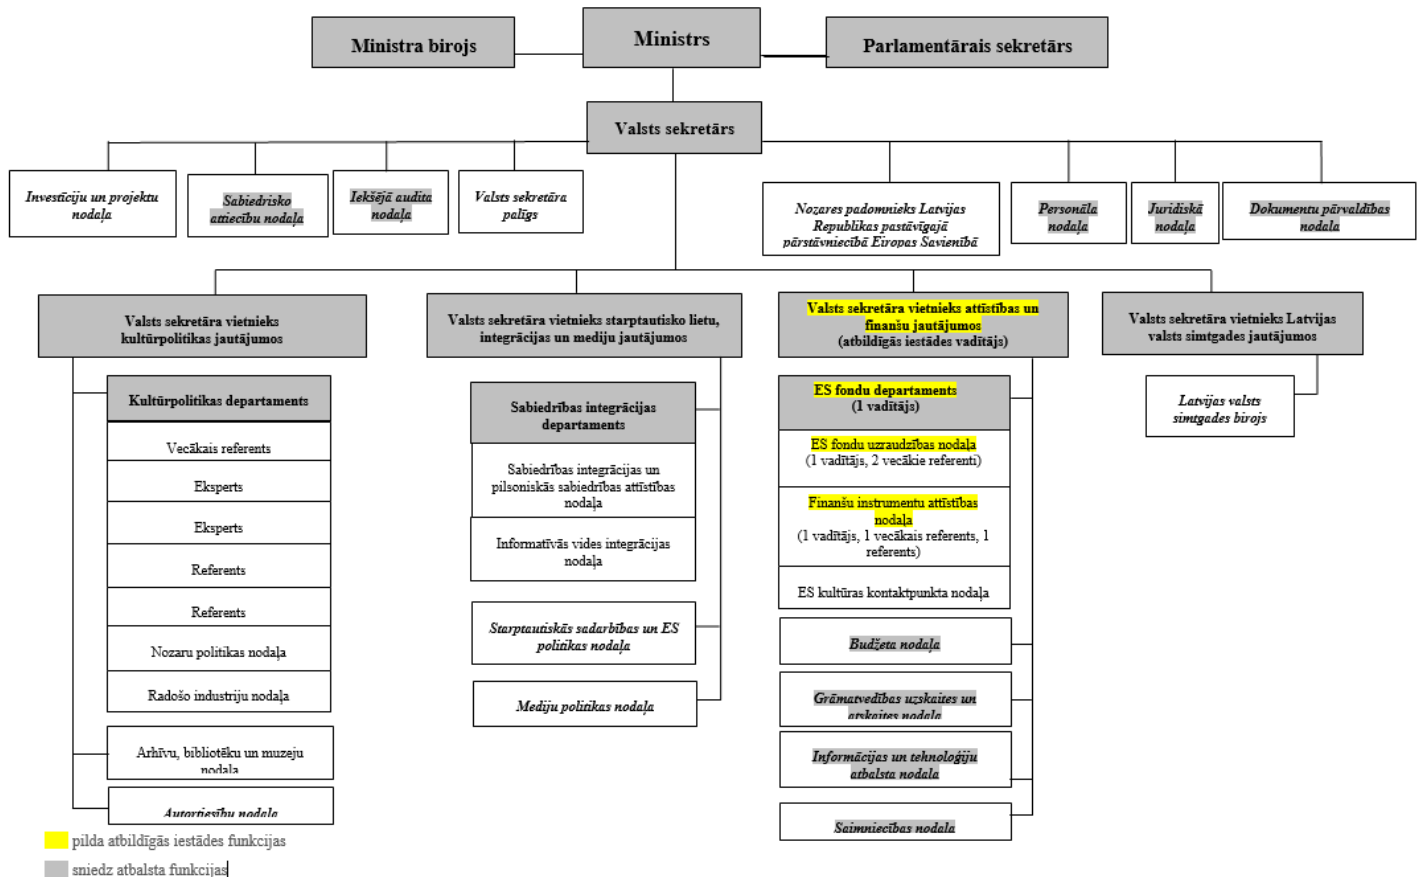 Ministra birojs
Ministrs
Parlamentārais sekretārs
Valsts sekretārs
Investīciju un projektu
nodaļa
Sabiedrisko
attiecību nodaļa
Iekšējā audita
nodaļa
Valsts sekretāra
palīgs
Nozares padomnieks Latvijas
Republikas pastāvīgajā
pārstāvniecībā Eiropas Savienībā
Personāla
nodaļa
Juridiskā
nodaļa
Dokumentu pārvaldības
nodaļa
Valsts sekretāra vietnieks
kultūrpolitikas jautājumos
Kultūrpolitikas departaments
Vecākais referents
Eksperts
Eksperts
Referents
Referents
Nozaru politikas nodaļa
Radošo industriju nodaļa
Arhīvu, bibliotēku un muzeju
nodaļa
Autortiesību nodaļa
Valsts sekretāra vietnieks starptautisko lietu,
integrācijas un mediju jautājumos
Sabiedrības integrācijas
departaments
Sabiedrības integrācijas un
pilsoniskās sabiedrības attīstības
nodaļa
Informatīvās vides integrācijas
nodaļa
Starptautiskās sadarbības un ES
politikas nodaļa
Mediju politikas nodaļa
Valsts sekretāra vietnieks attīstības un
finanšu jautājumos
(atbildīgās iestādes vadītājs)
ES fondu departaments
(1 vadītājs)
ES fondu uzraudzības nodaļa
(1 vadītājs, 2 vecākie referenti)
Finanšu instrumentu attīstības
nodaļa
(1 vadītājs, 1 vecākais referents, 1
referents)
ES kultūras kontaktpunkta nodaļa
Budžeta nodaļa
Grāmatvedības uzskaites un
atskaites nodaļa
Informācijas un tehnoloģiju
atbalsta nodaļa
Saimniecības nodaļa
Valsts sekretāra vietnieks Latvijas
valsts simtgades jautājumos
Latvijas valsts
simtgades birojs
pilda atbildīgās iestādes funkcijas
sniedz atbalsta funkcijas